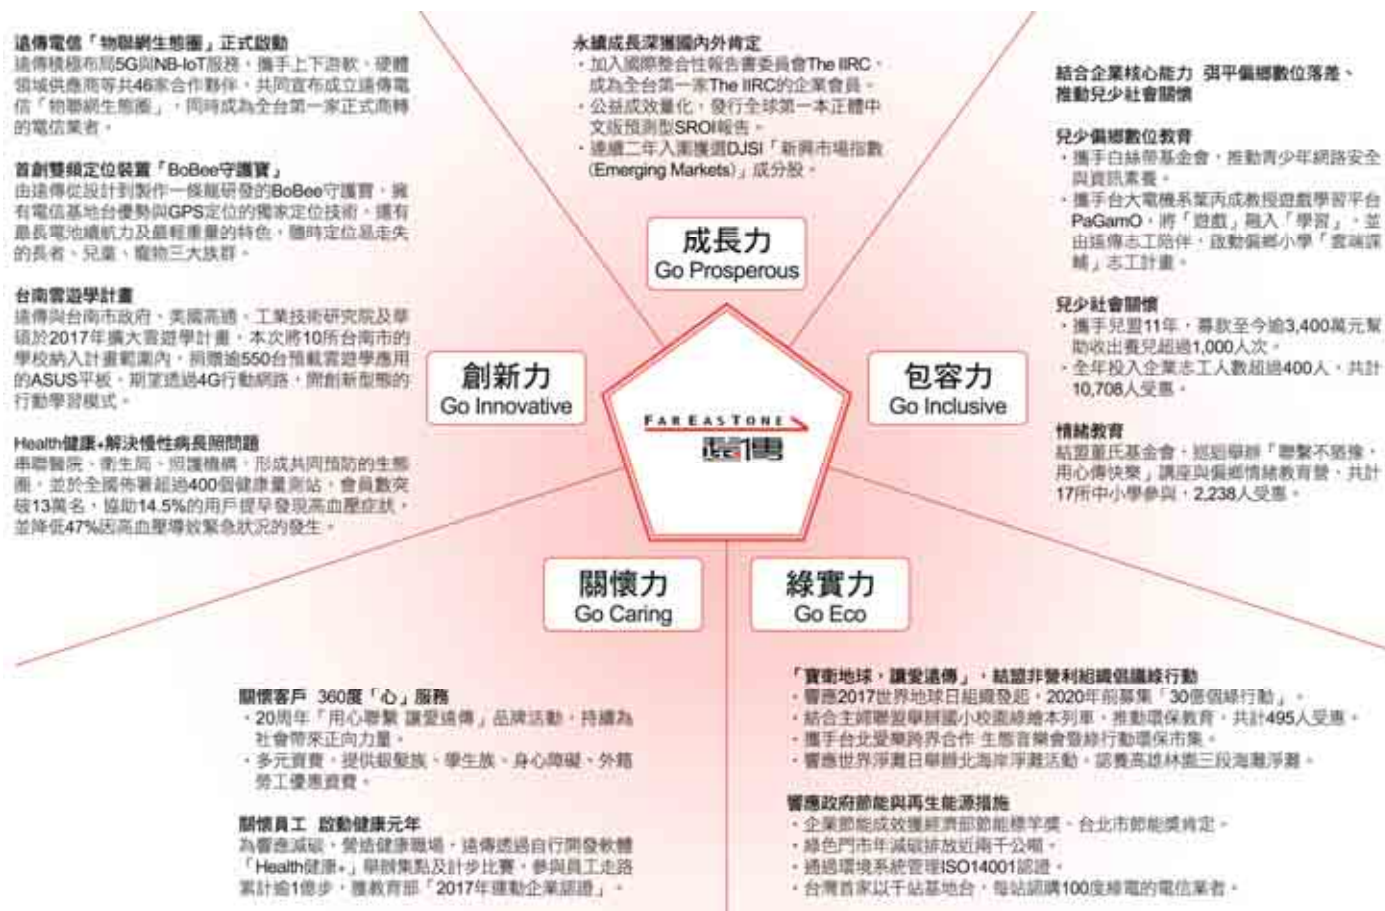 遠傳電信「物聯網生態圈」正式啟動
遠傳積極布局5G與NB-IoT服務，攜手上下游軟、硬體
領域供應商等共46家合作夥伴，共同宣布成立遠傳電
信「物聯網生態圈」，同時成為全台第一家正式商轉
的電信業者。
首創雙頻定位裝置「BoBee守護寶」
由遠傳從設計到製作一條龍研發的BoBee守護寶，擁
有電信基地台優勢與GPS定位的獨家定位技術，還有
最長電池續航力及最輕重量的特色，隨時定位易走失
的長者、兒童、寵物三大族群。
台南雲遊學計畫
遠傳與台南市政府、美國高通、工業技術研究院及華
碩於2017年擴大雲遊學計畫，本次將10所台南市的
學校納入計畫範圍內，捐贈逾550台預載雲遊學應用
的ASUS平板，期望透過4G行動網路，開創新型態的
行動學習模式。
Health健康+解決慢性病長照問題
串聯醫院、衛生局、照護機構，形成共同預防的生態
圈，並於全國佈署超過400個健康量測站，會員數突
破13萬名，協助14.5%的用戶提早發現高血壓症狀，
並降低47%因高血壓導致緊急狀況的發生。
永續成長深獲國內外肯定
・加入國際整合性報告書委員會The IIRC，
成為全台第一家The IIRC的企業會員。
・公益成效量化，發行全球第一本正體中
文版預測型SROI報告。
・連續二年入圍獲選DJSI「新興市場指數
(Emerging Markets)」成分股。
成長力
Go Prosperous
創新力
Go Innovative
包容力
Go Inclusive
FAREASTONE
遠傳
關懷力
Go Caring
綠實力
Go Eco
結合企業核心能力 弭平偏鄉數位落差、
推動兒少社會關懷
兒少偏鄉數位教育
・攜手白絲帶基金會，推動青少年網路安全
與資訊素養。
・攜手台大電機系葉丙成教授遊戲學習平台
PaGamO，將「遊戲」融入「學習」，並
由遠傳志工陪伴，啟動偏鄉小學「雲端課
輔」志工計畫。
兒少社會關懷
・攜手兒盟11年，募款至今逾3,400萬元幫
助收出養兒超過1,000人次。
・全年投入企業志工人數超過400人，共計
10,708人受惠。
情緒教育
結盟董氏基金會，巡迴舉辦「聯繫不猶豫，
用心傳快樂」講座與偏鄉情緒教育營，共計
17所中小學參與，2,238人受惠。
關懷客戶 360度「心」服務
・20周年「用心聯繫 讓愛遠傳」品牌活動，持續為
社會帶來正向力量。
・多元資費，提供銀髮族、學生族、身心障礙、外籍
勞工優惠資費。
關懷員工 啟動健康元年
為響應減碳，營造健康職場，遠傳透過自行開發軟體
「Health健康+」舉辦集點及計步比賽，參與員工走路
累計逾1億步，獲教育部「2017年運動企業認證」。
「寶衛地球，讓愛遠傳」，結盟非營利組織倡議綠行動
・響應2017世界地球日組織發起，2020年前募集「30億個綠行動」。
・結合主婦聯盟舉辦國小校園綠繪本列車，推動環保教育，共計495人受惠。
・攜手台北愛樂跨界合作 生態音樂會暨綠行動環保市集。
・響應世界淨灘日舉辦北海岸淨灘活動，認養高雄林園三段海灘淨灘。
響應政府節能與再生能源措施
・企業節能成效獲經濟部節能標竿獎、台北市節能獎肯定。
・綠色門市年減碳排放近兩千公噸。
・通過環境系統管理ISO14001認證。
・台灣首家以千站基地台，每站認購100度綠電的電信業者。